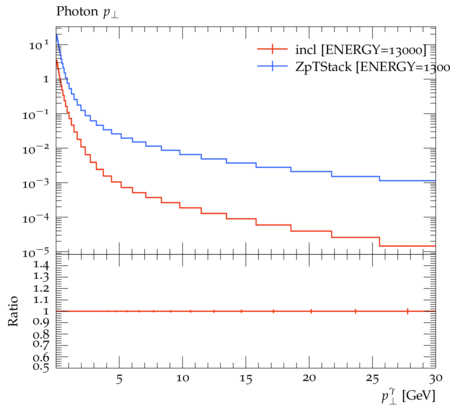 Photon p⊥
incl [ENERGY=13000]
ZpTStack [ENERGY=1300
10¹
1
10⁻¹
10⁻²
10⁻³
10⁻⁴
10⁻⁵
1.4
1.3
1.2
1.1
1
0.9
0.8
0.7
0.6
0.5
Ratio
5 10 15 20 25 30
p⊥^γ [GeV]